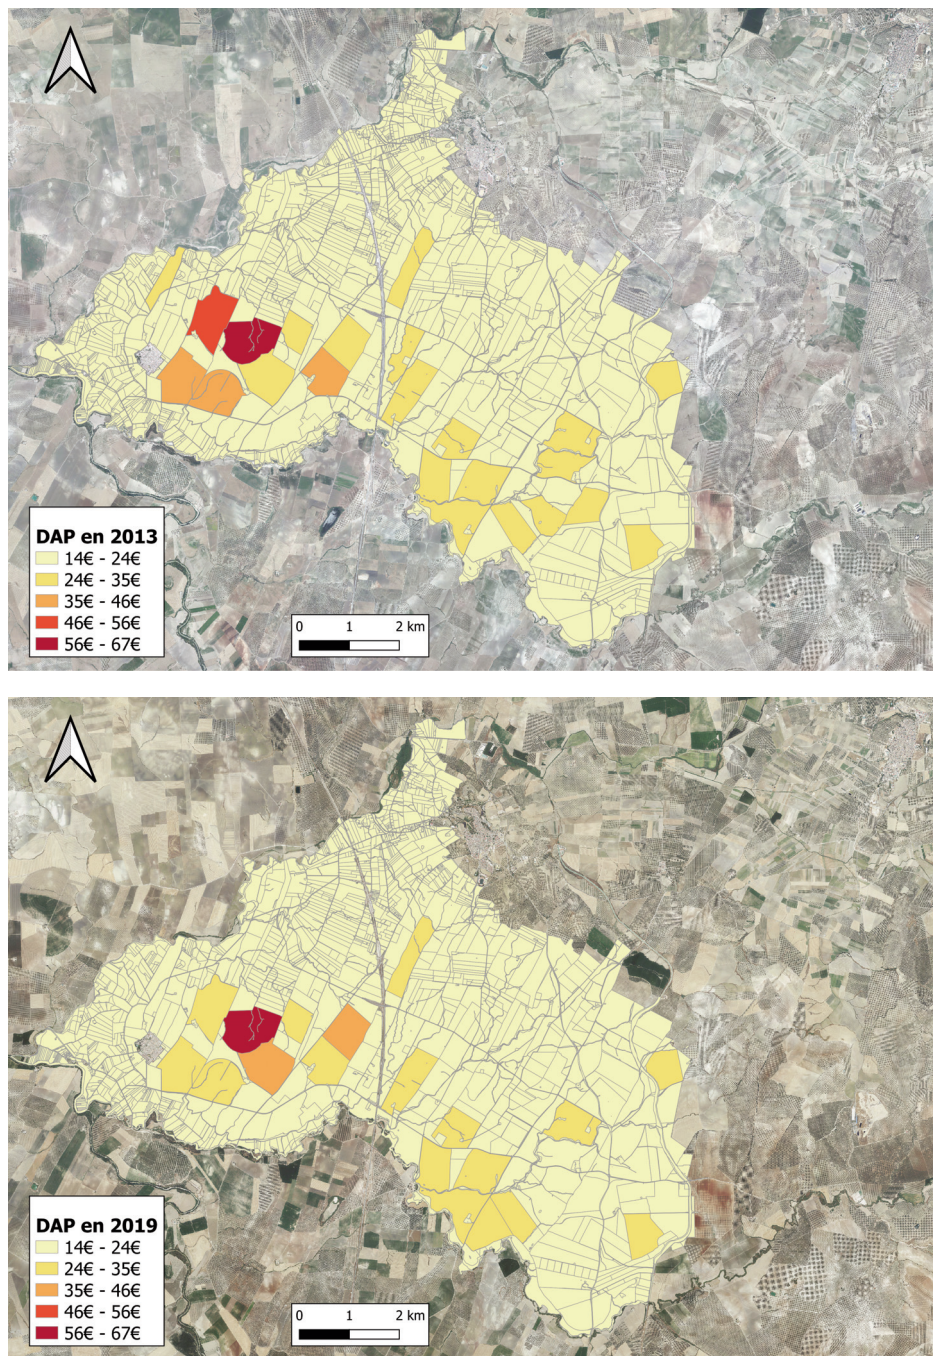 DAP en 2013
14€ - 24€
24€ - 35€
35€ - 46€
46€ - 56€
56€ - 67€
0 1 2 km
DAP en 2019
14€ - 24€
24€ - 35€
35€ - 46€
46€ - 56€
56€ - 67€
0 1 2 km